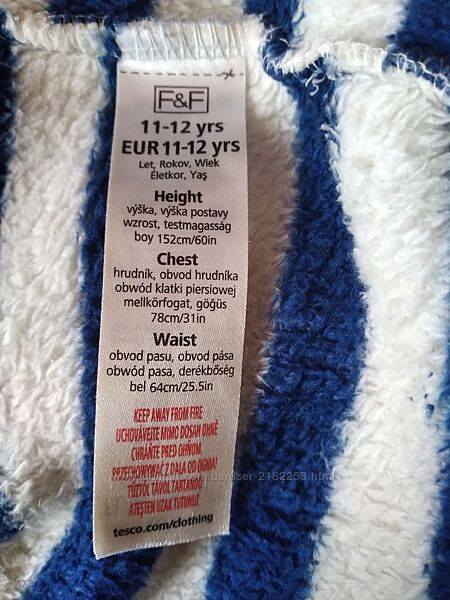 F&F
11-12 yrs
EUR 11-12 yrs
Let, Rokov, Wiek
Életkor, Yaş
Height
výška, výška postavy
wzrost, testmagasság
boy 152cm/60in
Chest
hrudník, obvod hrudníka
obwód klatki piersiowej
mellkörfogat, göğüs
78cm/31in
Waist
obvod pasu, obvod pása
obwód pasa, derékbőség
bel 64cm/25.5in
KEEP AWAY FROM FIRE
UCHOVÁVEJTE MIMO DOSAH OHNĚ
CHRÁŇTE PRED OHŇOM.
PRZECHOWYWAĆ Z DALA OD OGNIA!
TŰZTŐL TÁVOL TARTANDÓ!
ATEŞTEN UZAK TUTUNUZ
tesco.com/clothing